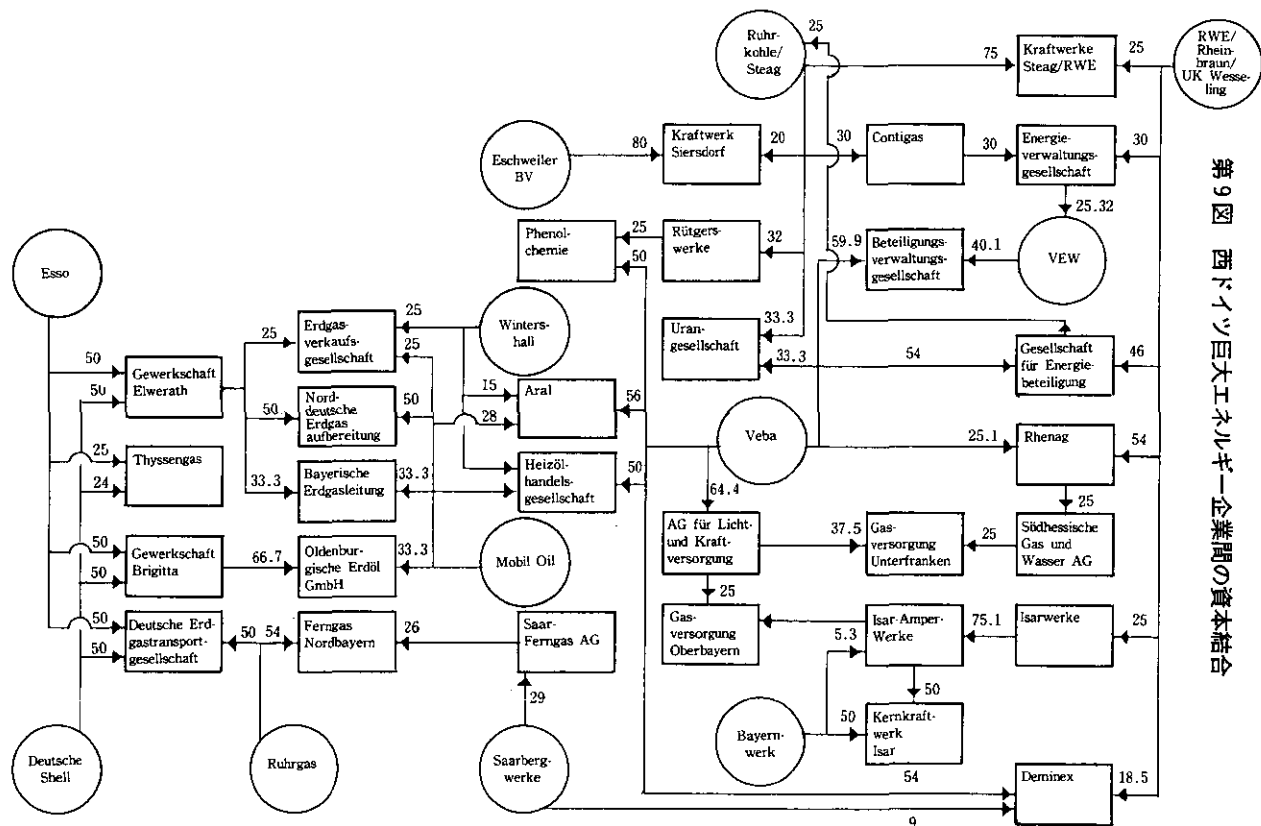 第9図 西ドイツ巨大エネルギー企業間の資本結合
Ruhr-
kohle/
Steag
25
75
Kraftwerke
Steag/RWE
25
RWE/
Rhein-
braun/
UK Wesse-
ling
Eschweiler
BV
80
Kraftwerk
Siersdorf
20
30
Contigas
30
Energie-
verwaltungs-
gesellschaft
30
25.32
Phenol-
chemie
25
50
Rütgers-
werke
32
59.9
Beteiligungs-
verwaltungs-
gesellschaft
40.1
VEW
Esso
50
50
Gewerkschaft
Elwerath
25
50
33.3
Erdgas-
verkaufs-
gesellschaft
25
25
Winters-
hall
Uran-
gesellschaft
33.3
33.3
54
Gesellschaft
für Energie-
beteiligung
46
Nord-
deutsche
Erdgas
aufbereitung
50
15
28
Aral
56
Veba
25.1
Rhenag
54
25
25
24
Thyssengas
Bayerische
Erdgasleitung
33.3
Heizöl-
handels-
gesellschaft
50
64.4
AG für Licht-
und Kraft-
versorgung
37.5
Gas-
versorgung
Unterfranken
25
Südhessische
Gas und
Wasser AG
50
50
Gewerkschaft
Brigitta
66.7
Oldenbur-
gische Erdöl
GmbH
33.3
Mobil Oil
25
50
50
Deutsche Erd-
gastransport-
gesellschaft
50
54
Ferngas
Nordbayern
26
Saar-
Ferngas AG
29
Gas-
versorgung
Oberbayern
5.3
Isar-Amper-
Werke
75.1
Isarwerke
25
50
Deutsche
Shell
Ruhrgas
Saarberg-
werke
Bayern-
werk
50
Kernkraft-
werk
Isar
54
9
Deminex
18.5